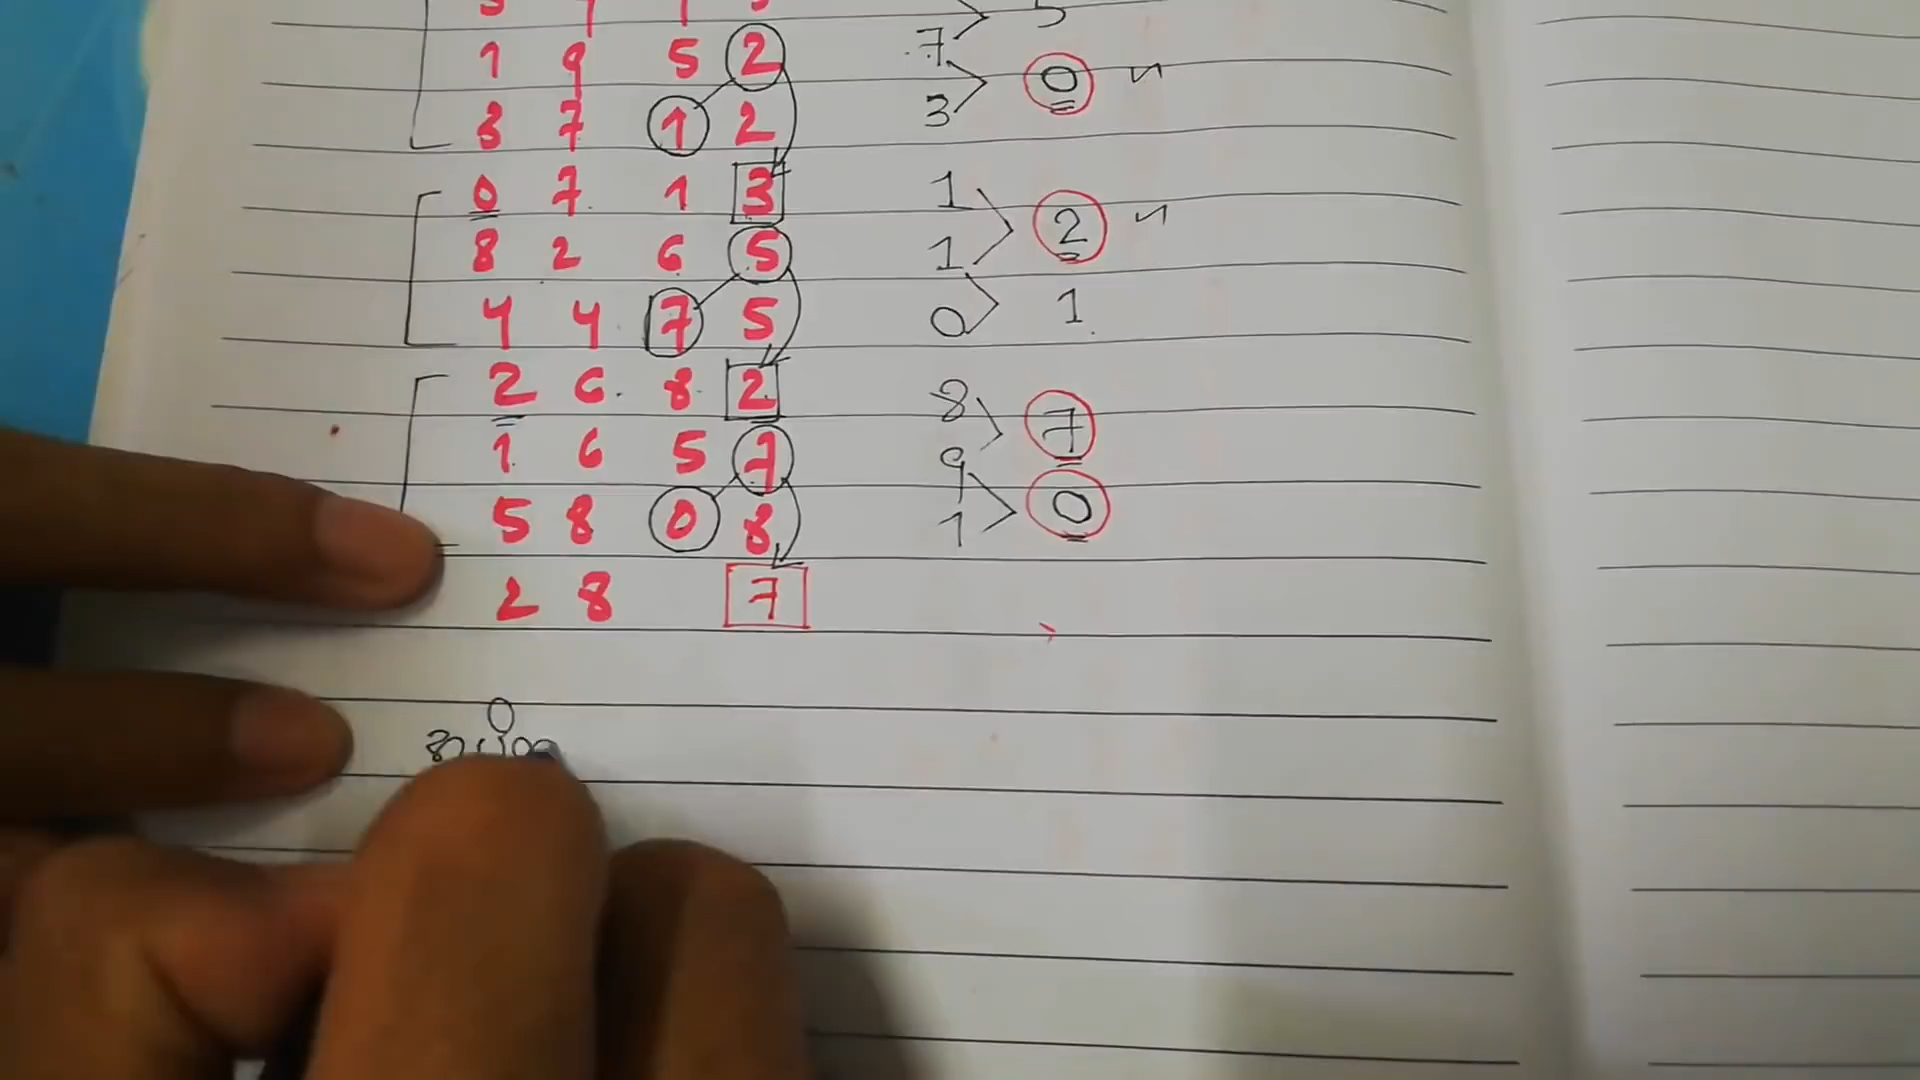 5
1 9 5 2 7 0 n
3 7 1 2 3
0 7 1 3 1
8 2 6 5 1 2 n
4 4 7 5 0 1
2 6 8 2 8 7
1 6 5 7 9
5 8 0 8 1 0
2 8 7